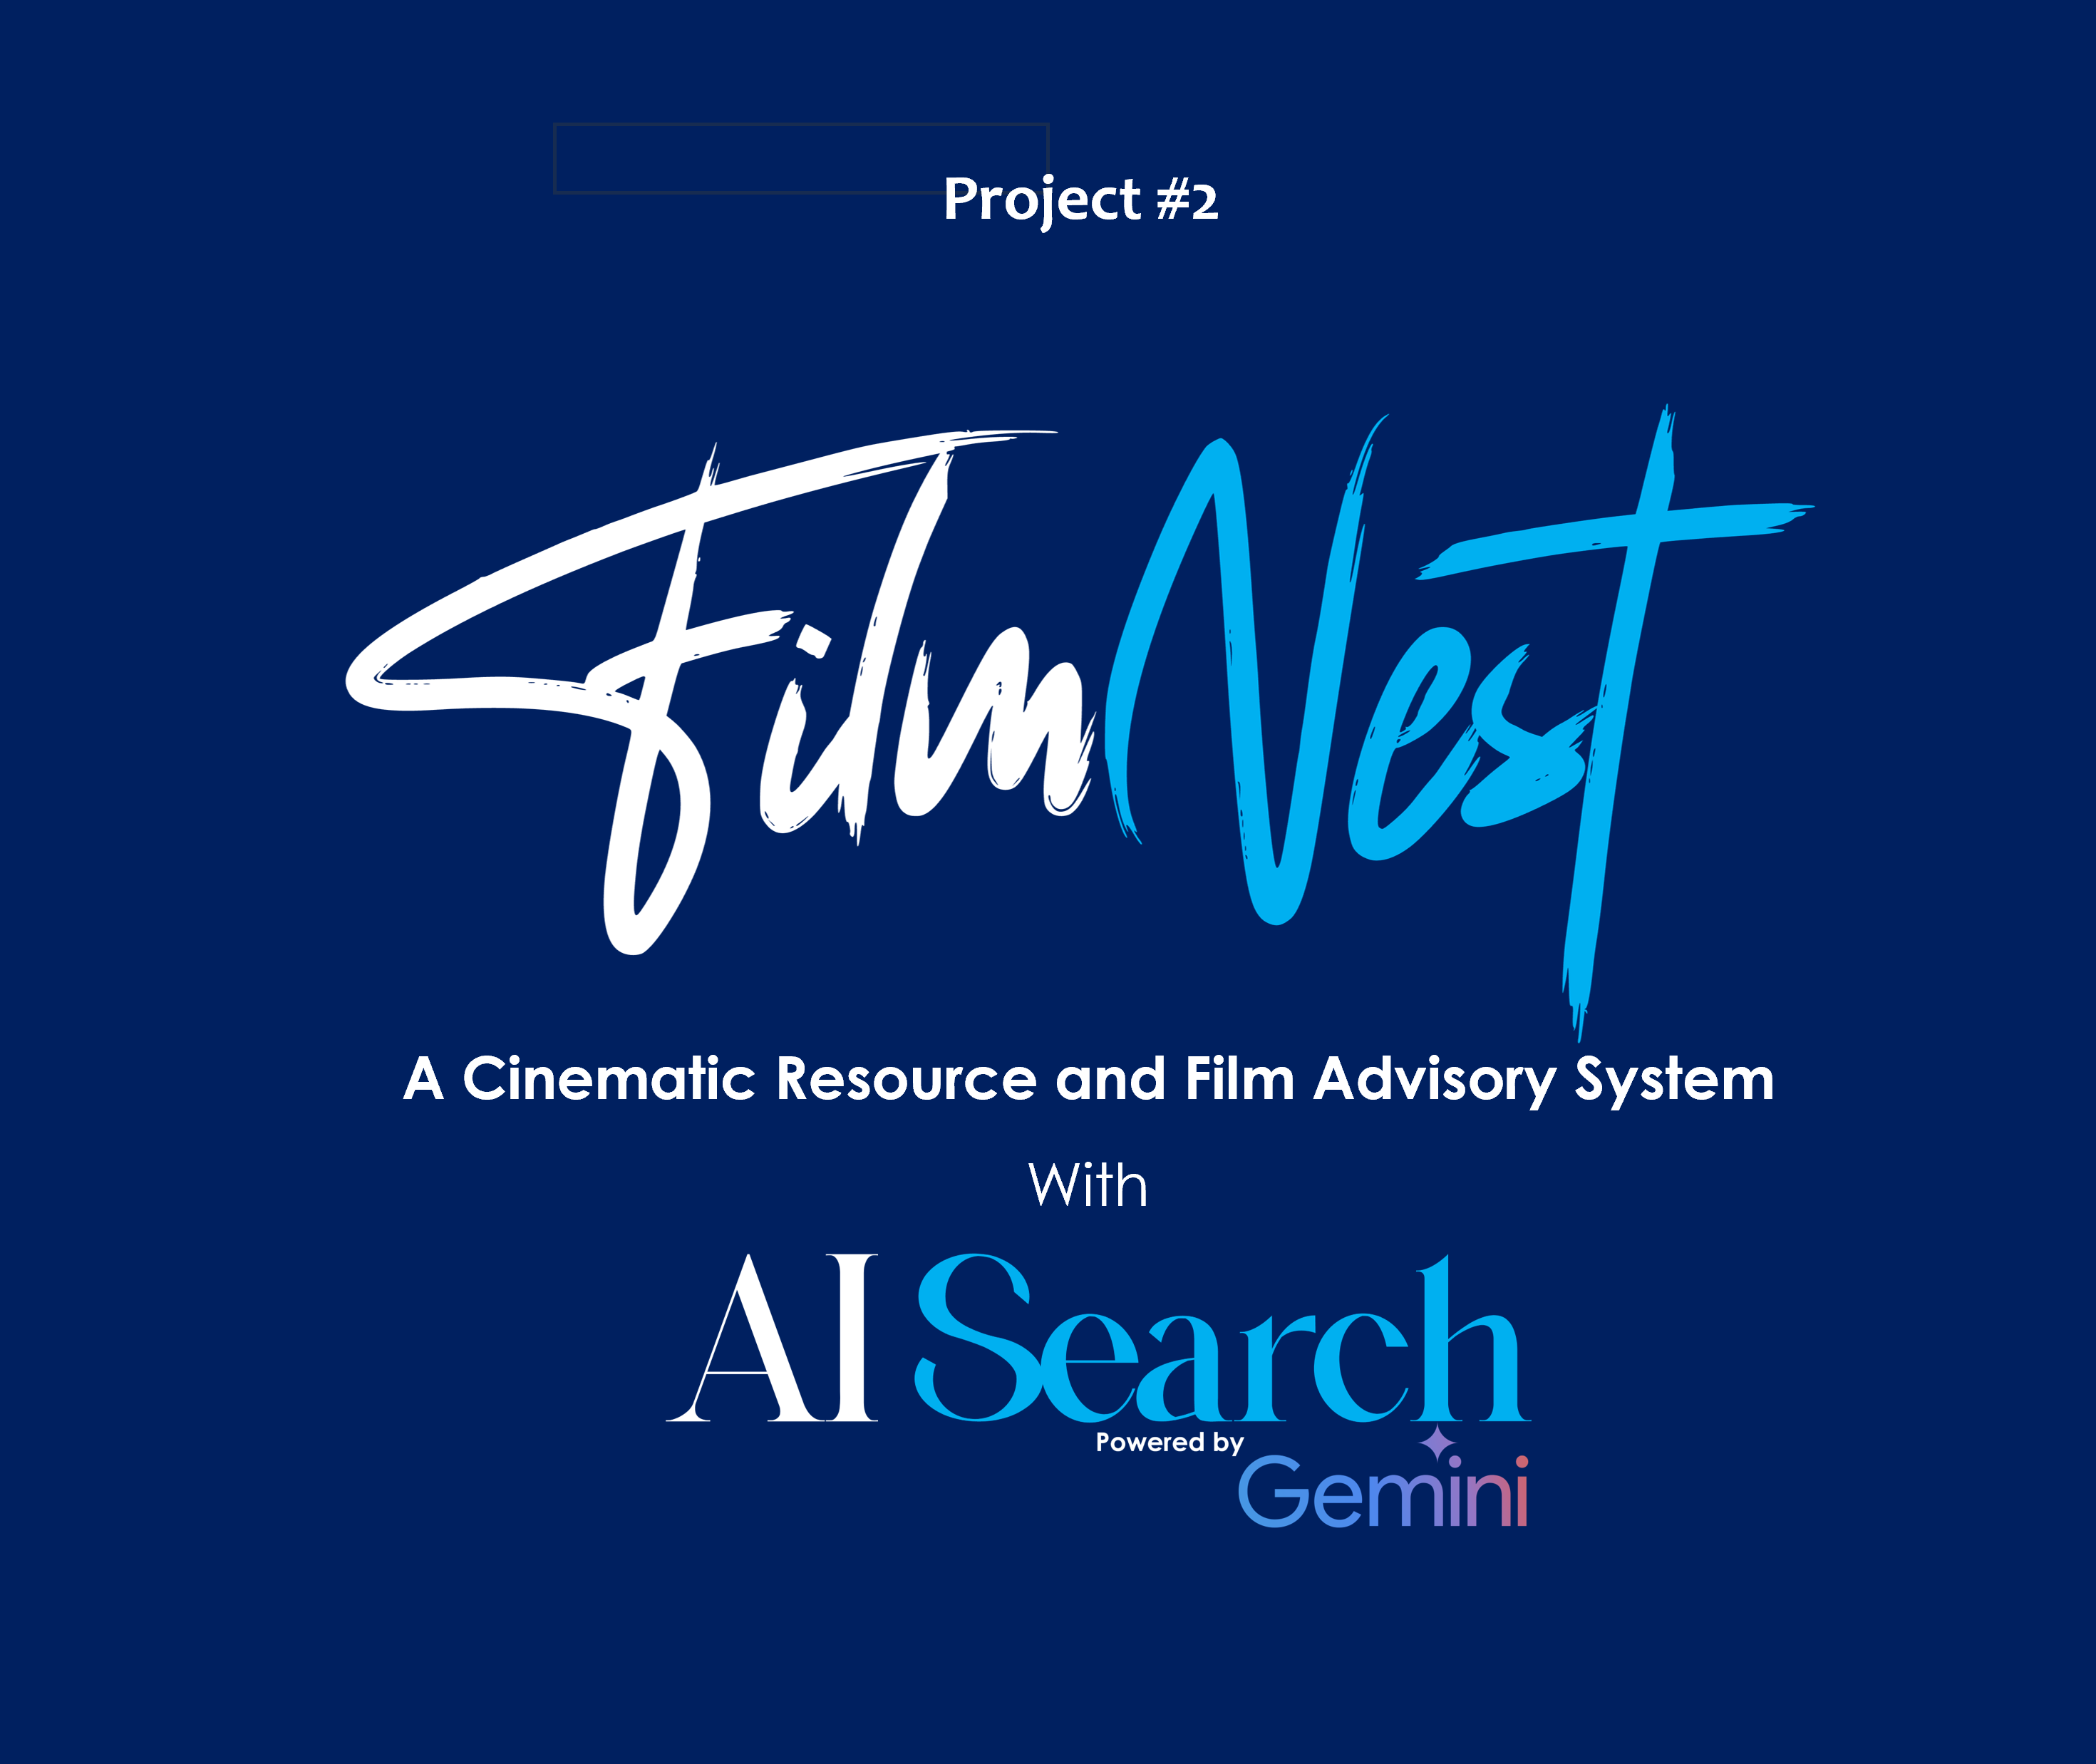 Project #2
FilmNest
A Cinematic Resource and Film Advisory System
With
AI Search
Powered by
Gemini